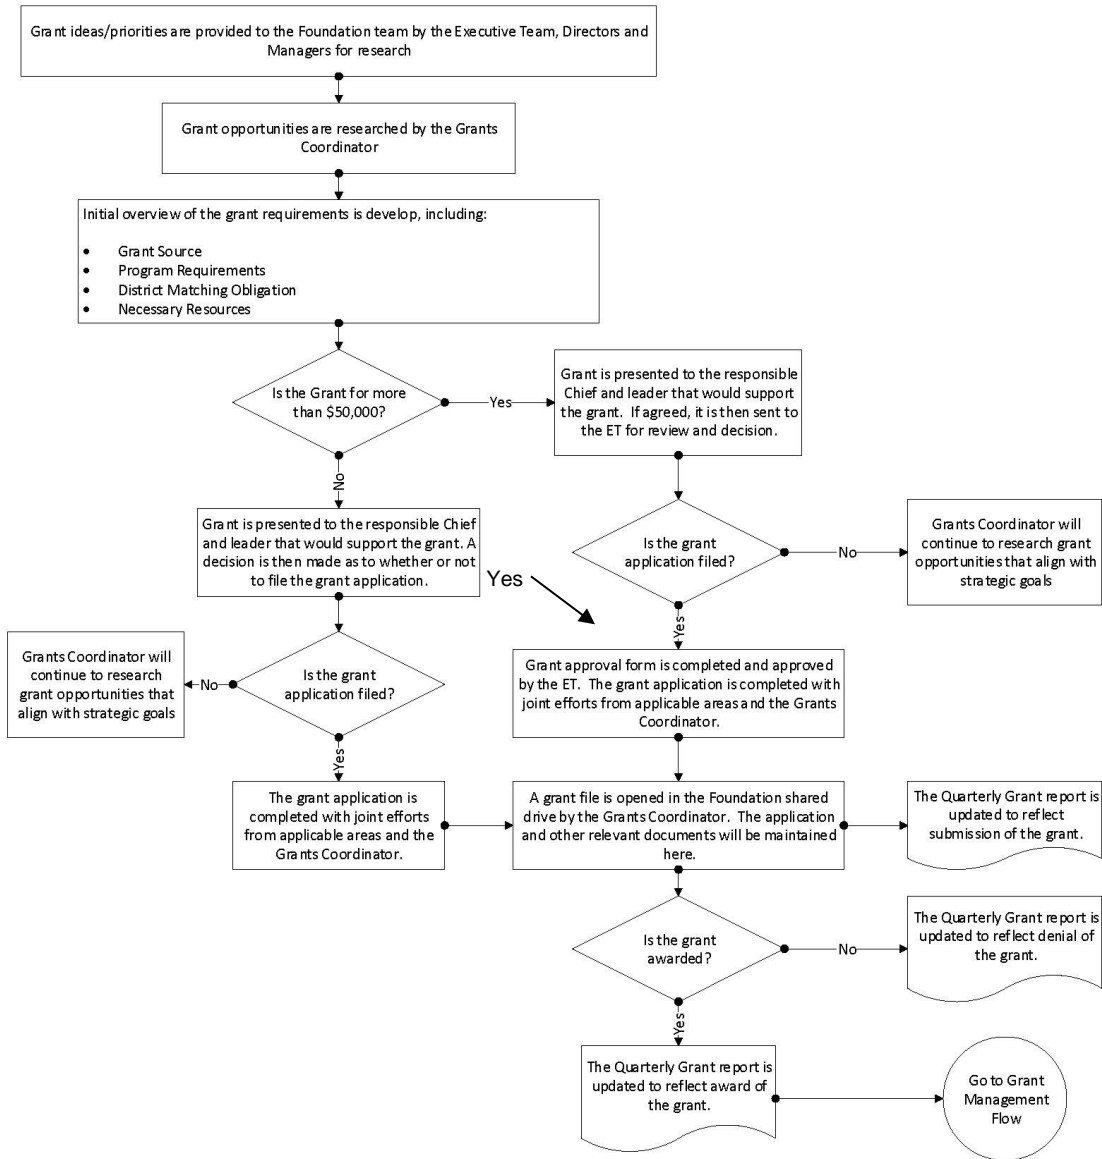 Grant ideas/priorities are provided to the Foundation team by the Executive Team, Directors and
Managers for research
Grant opportunities are researched by the Grants
Coordinator
Initial overview of the grant requirements is develop, including:
• Grant Source
• Program Requirements
• District Matching Obligation
• Necessary Resources
Is the Grant for more
than $50,000?
Yes
Grant is presented to the responsible
Chief and leader that would support
the grant. If agreed, it is then sent to
the ET for review and decision.
No
Grant is presented to the responsible Chief
and leader that would support the grant. A
decision is then made as to whether or not
to file the grant application.
Is the grant
application filed?
No
Grants Coordinator will
continue to research grant
opportunities that align with
strategic goals
Yes
Yes
Grants Coordinator will
continue to research
grant opportunities that
align with strategic goals
No
Is the grant
application filed?
Grant approval form is completed and approved
by the ET. The grant application is completed with
joint efforts from applicable areas and the Grants
Coordinator.
Yes
The grant application is
completed with joint efforts
from applicable areas and the
Grants Coordinator.
A grant file is opened in the Foundation shared
drive by the Grants Coordinator. The application
and other relevant documents will be maintained
here.
The Quarterly Grant report is
updated to reflect
submission of the grant.
Is the grant
awarded?
No
The Quarterly Grant report is
updated to reflect denial of
the grant.
Yes
The Quarterly Grant report is
updated to reflect award of
the grant.
Go to Grant
Management
Flow